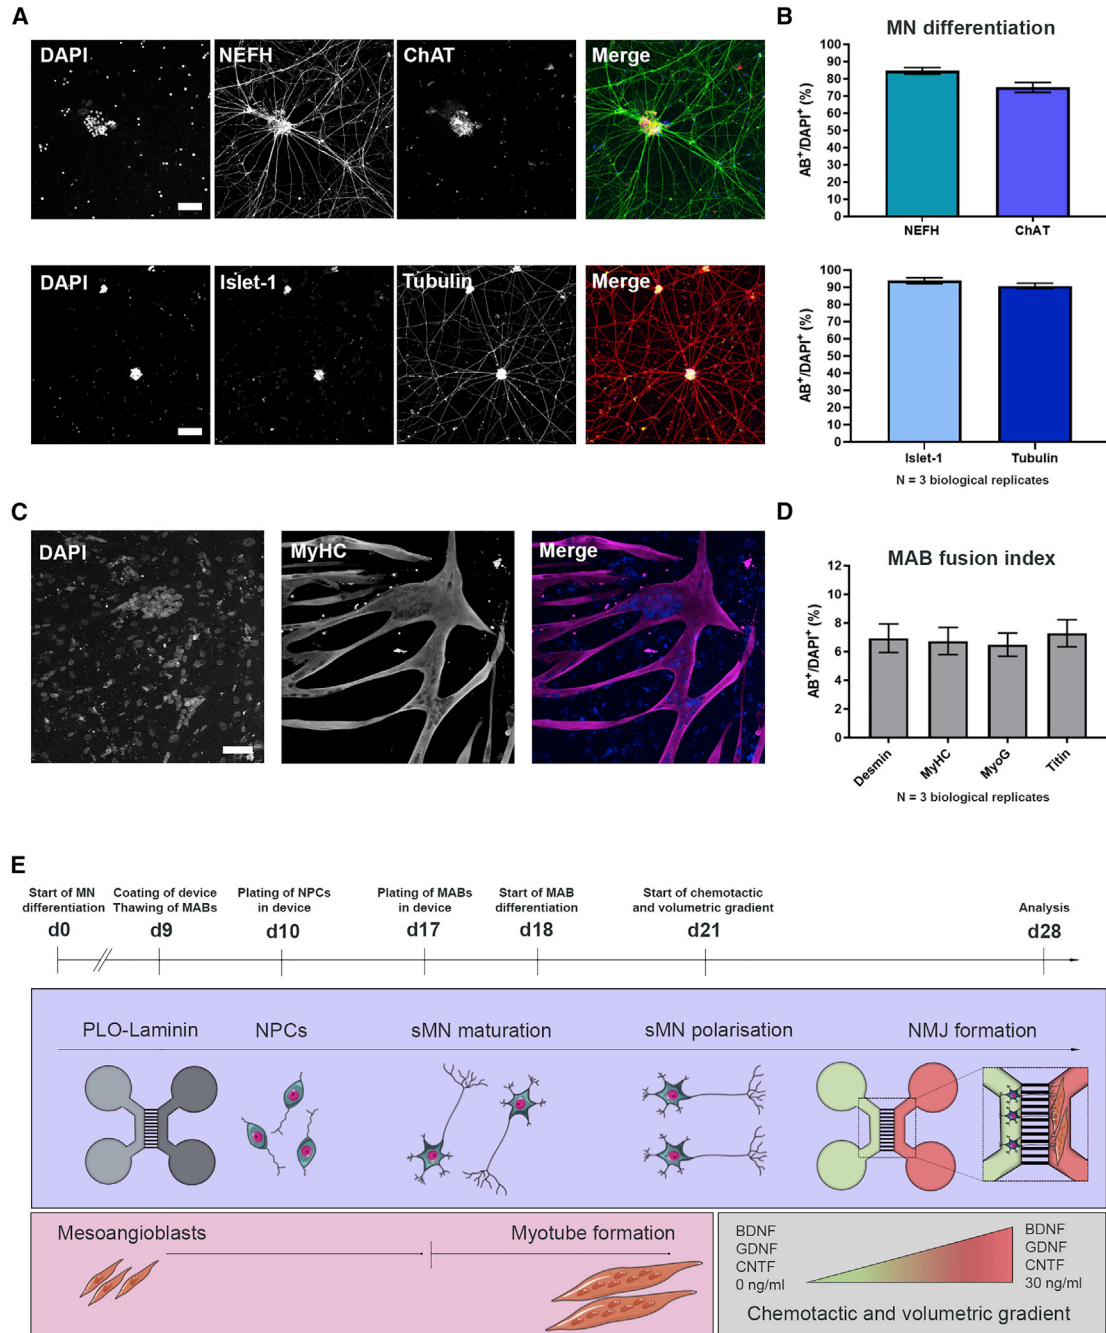 A
DAPI
NEFH
ChAT
Merge
DAPI
Islet-1
Tubulin
Merge
B
MN differentiation
AB+/DAPI+ (%)
100
90
80
70
60
50
40
30
20
10
0
NEFH
ChAT
AB+/DAPI+ (%)
100
90
80
70
60
50
40
30
20
10
0
Islet-1
Tubulin
N = 3 biological replicates
C
DAPI
MyHC
Merge
D
MAB fusion index
AB+/DAPI+ (%)
12
10
8
6
4
2
0
Desmin
MyHC
MyoG
Titin
N = 3 biological replicates
E
Start of MN
differentiation
d0
Coating of device
Thawing of MABs
d9
Plating of NPCs
in device
d10
Plating of MABs
in device
d17
Start of MAB
differentiation
d18
Start of chemotactic
and volumetric gradient
d21
Analysis
d28
PLO-Laminin
NPCs
sMN maturation
sMN polarisation
NMJ formation
Mesoangioblasts
Myotube formation
BDNF
GDNF
CNTF
0 ng/ml
BDNF
GDNF
CNTF
30 ng/ml
Chemotactic and volumetric gradient